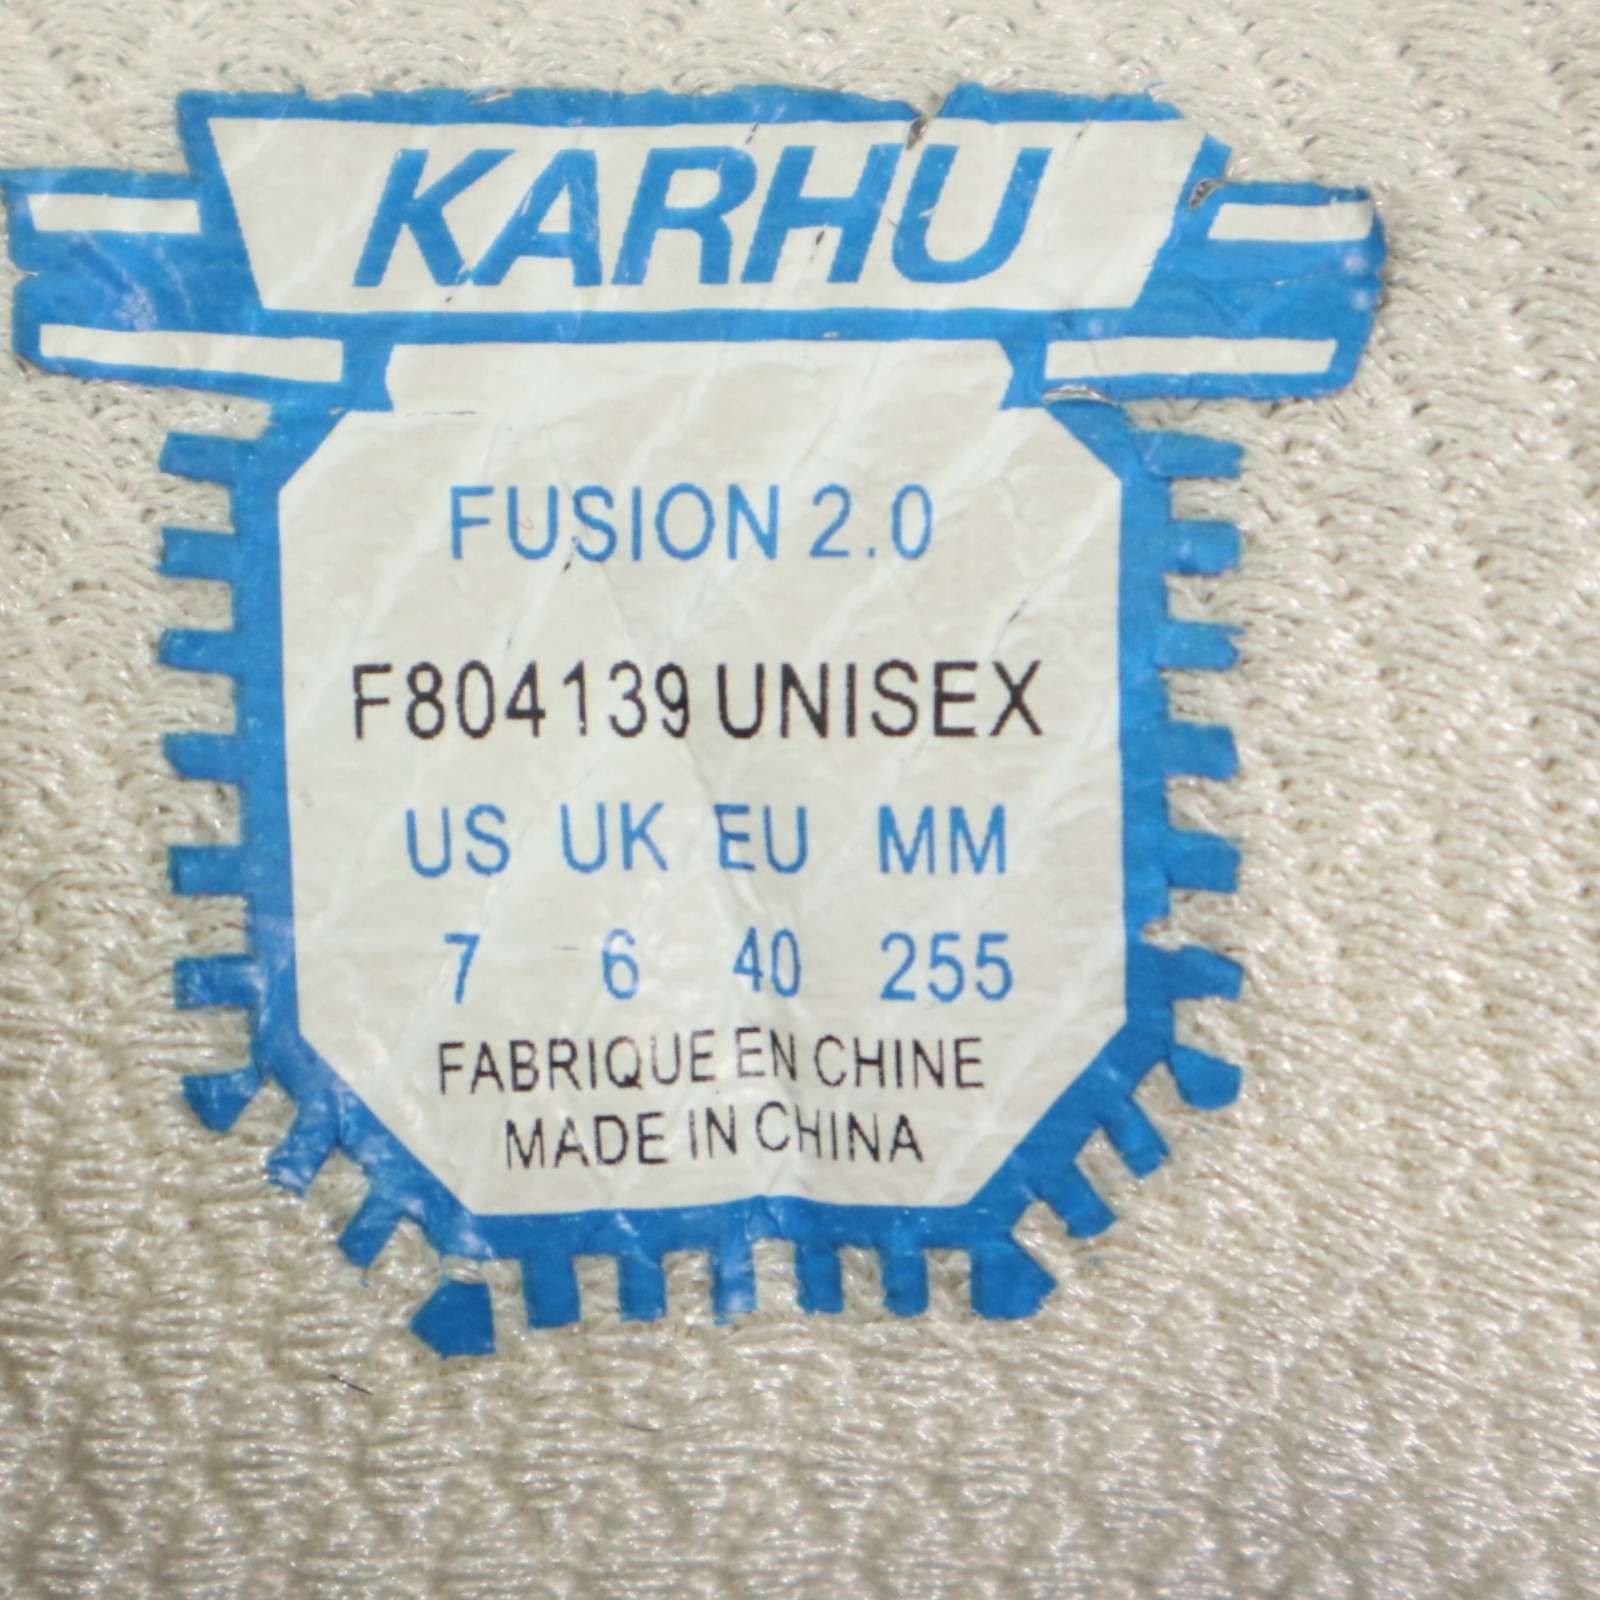 KARHU
FUSION 2.0
F804139 UNISEX
US UK EU MM
7 6 40 255
FABRIQUE EN CHINE
MADE IN CHINA